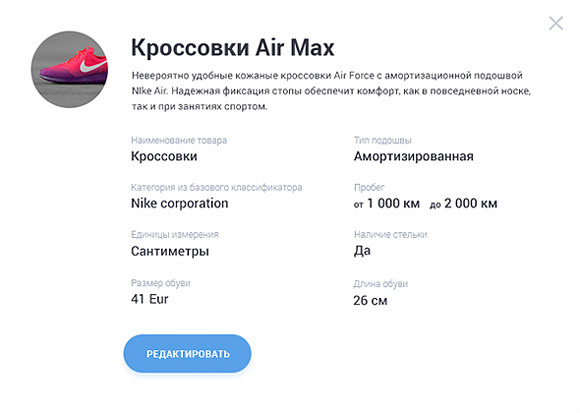 Кроссовки Air Max
Невероятно удобные кожаные кроссовки Air Force с амортизационной подошвой
NIke Air. Надежная фиксация стопы обеспечит комфорт, как в повседневной носке,
так и при занятиях спортом.
Наименование товара
Кроссовки
Тип подошвы
Амортизированная
Категория из базового классификатора
Nike corporation
Пробег
от 1 000 км до 2 000 км
Единицы измерения
Сантиметры
Наличие стельки
Да
Размер обуви
41 Eur
Длина обуви
26 см
РЕДАКТИРОВАТЬ